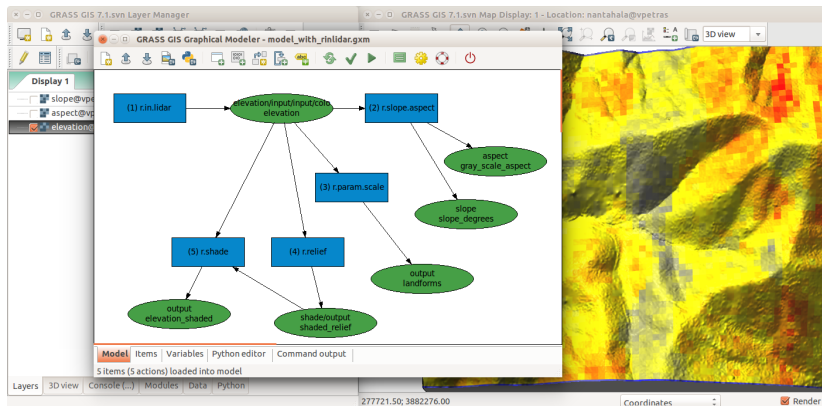 GRASS GIS 7.1.svn Layer Manager
GRASS GIS 7.1.svn Map Display: 1 - Location: nantahala@vpetras
GRASS GIS Graphical Modeler - model_with_rinlidar.gxm
3D view
Display 1
slope@vpe
aspect@vp
elevation@
(1) r.in.lidar
elevation/input/input/colo
elevation
(2) r.slope.aspect
aspect
gray_scale_aspect
(3) r.param.scale
slope
slope_degrees
(5) r.shade
(4) r.relief
output
landforms
output
elevation_shaded
shade/output
shaded_relief
Model Items Variables Python editor Command output
5 items (5 actions) loaded into model
Layers 3D view Console (...) Modules Data Python
277721.50; 3882276.00
Coordinates
Render